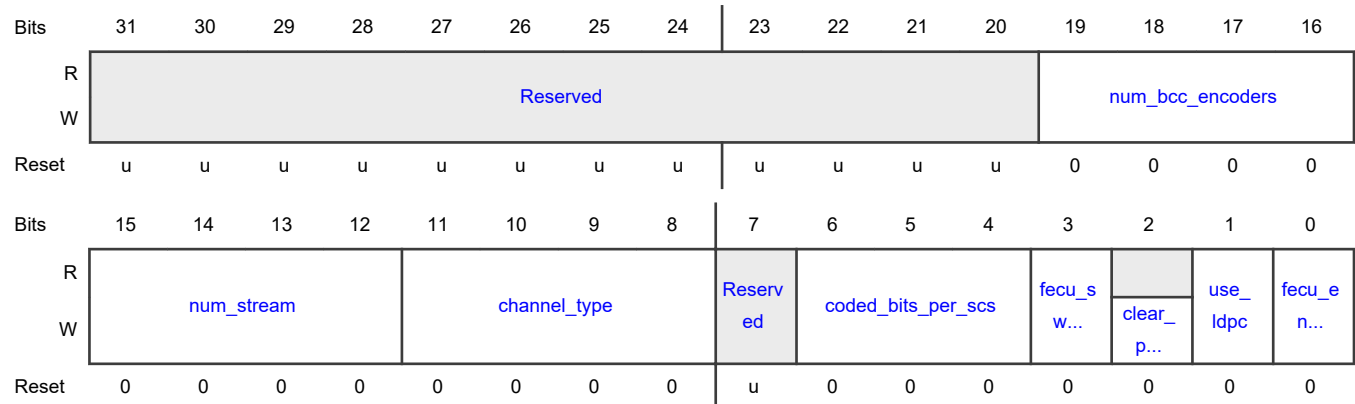 Bits 31 30 29 28 27 26 25 24 23 22 21 20 19 18 17 16
R
Reserved num_bcc_encoders
W
Reset u u u u u u u u u u u u 0 0 0 0
Bits 15 14 13 12 11 10 9 8 7 6 5 4 3 2 1 0
R
num_stream channel_type Reserv
ed coded_bits_per_scs fecu_s
w... clear_
p... use_
ldpc fecu_e
n...
W
Reset 0 0 0 0 0 0 0 0 u 0 0 0 0 0 0 0